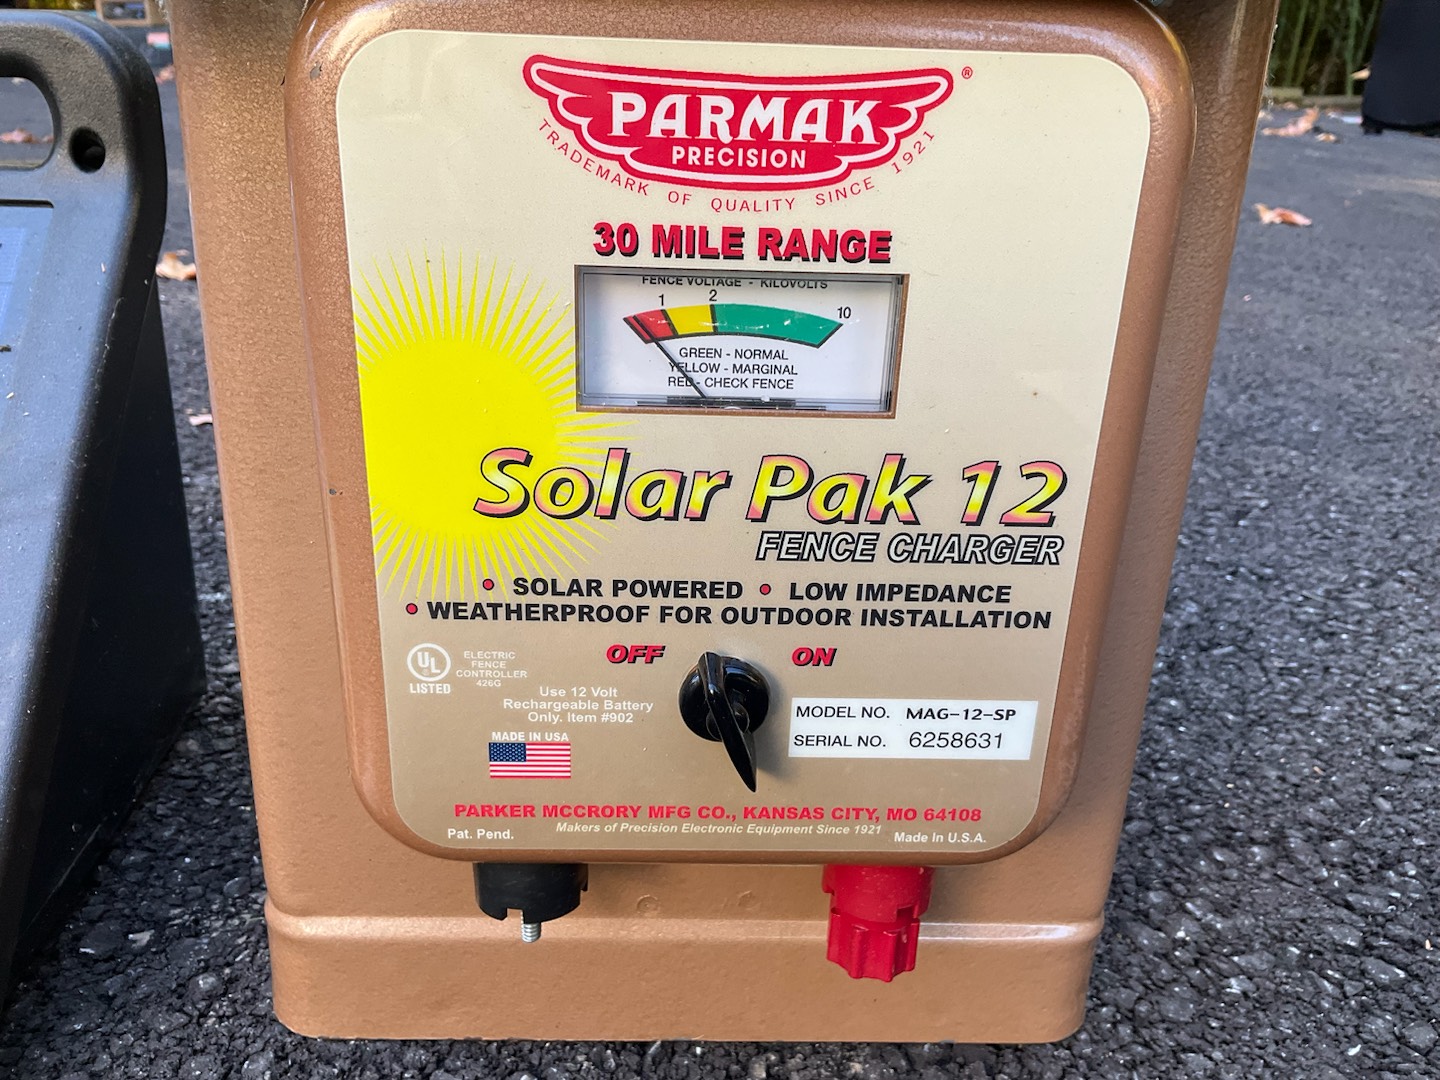 PARMAK
®
PRECISION
TRADEMARK OF QUALITY SINCE 1921
30 MILE RANGE
FENCE VOLTAGE - KILOVOLTS
1 2 10
GREEN - NORMAL
YELLOW - MARGINAL
RED - CHECK FENCE
Solar Pak 12
FENCE CHARGER
• SOLAR POWERED • LOW IMPEDANCE
• WEATHERPROOF FOR OUTDOOR INSTALLATION
OFF ON
UL
LISTED
ELECTRIC
FENCE
CONTROLLER
426G
Use 12 Volt
Rechargeable Battery
Only. Item #902
MADE IN USA
MODEL NO. MAG-12-SP
SERIAL NO. 6258631
PARKER MCCRORY MFG CO., KANSAS CITY, MO 64108
Makers of Precision Electronic Equipment Since 1921
Pat. Pend. Made In U.S.A.